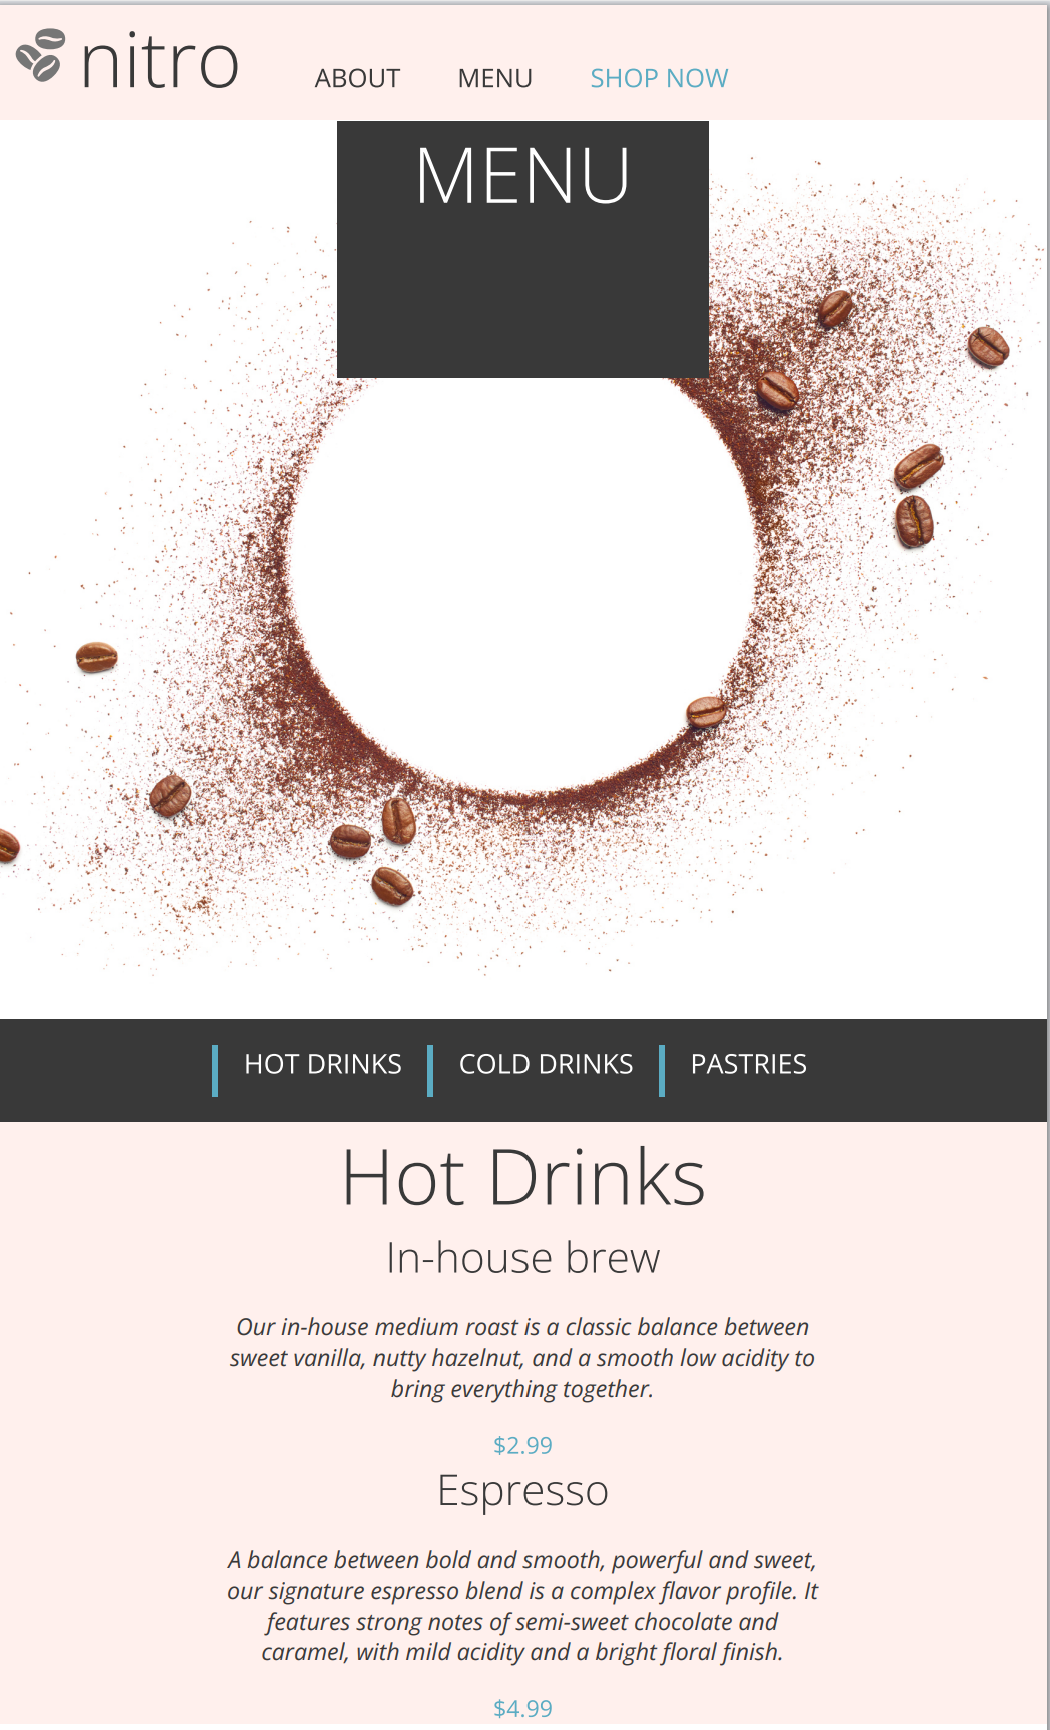 nitro
ABOUT MENU SHOP NOW
MENU
HOT DRINKS COLD DRINKS PASTRIES
Hot Drinks
In-house brew
Our in-house medium roast is a classic balance between
sweet vanilla, nutty hazelnut, and a smooth low acidity to
bring everything together.
$2.99
Espresso
A balance between bold and smooth, powerful and sweet,
our signature espresso blend is a complex flavor profile. It
features strong notes of semi-sweet chocolate and
caramel, with mild acidity and a bright floral finish.
$4.99